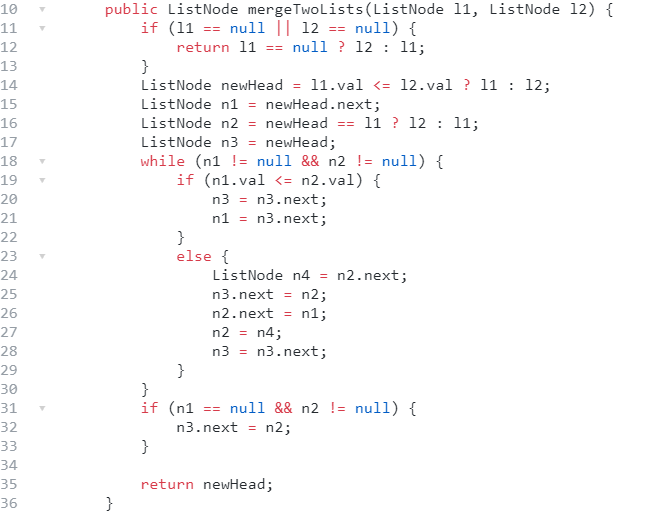 10 ▾ public ListNode mergeTwoLists(ListNode l1, ListNode l2) {
11 ▾ if (l1 == null || l2 == null) {
12 return l1 == null ? l2 : l1;
13 }
14 ListNode newHead = l1.val <= l2.val ? l1 : l2;
15 ListNode n1 = newHead.next;
16 ListNode n2 = newHead == l1 ? l2 : l1;
17 ListNode n3 = newHead;
18 ▾ while (n1 != null && n2 != null) {
19 ▾ if (n1.val <= n2.val) {
20 n3 = n3.next;
21 n1 = n3.next;
22 }
23 ▾ else {
24 ListNode n4 = n2.next;
25 n3.next = n2;
26 n2.next = n1;
27 n2 = n4;
28 n3 = n3.next;
29 }
30 }
31 ▾ if (n1 == null && n2 != null) {
32 n3.next = n2;
33 }
34
35 return newHead;
36 }